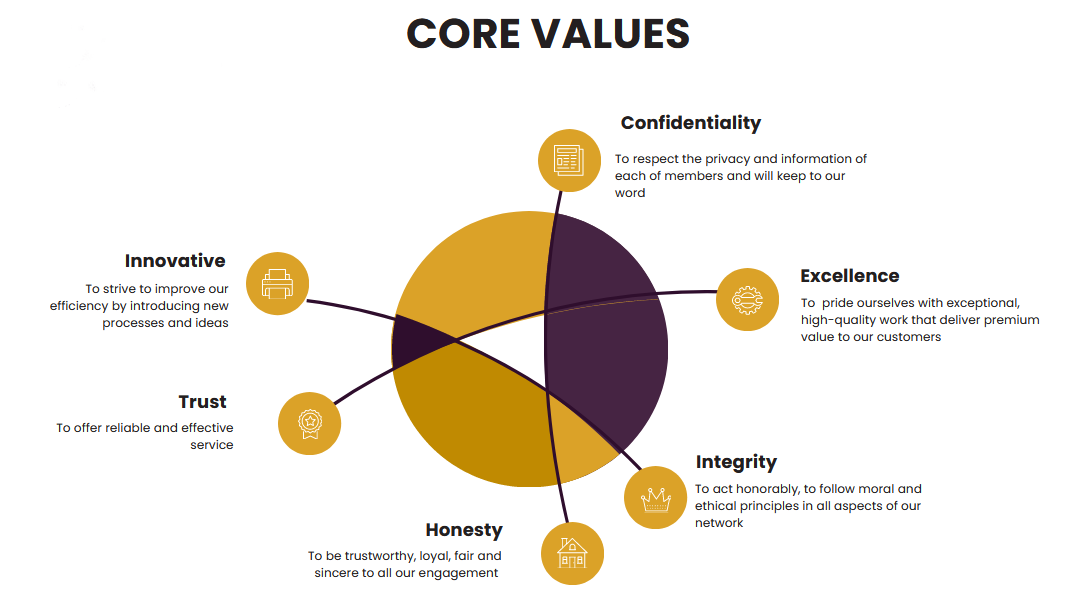 CORE VALUES
Confidentiality
To respect the privacy and information of
each of members and will keep to our
word
Innovative
To strive to improve our
efficiency by introducing new
processes and ideas
Excellence
To  pride ourselves with exceptional,
high-quality work that deliver premium
value to our customers
Trust
To offer reliable and effective
service
Integrity
To act honorably, to follow moral and
ethical principles in all aspects of our
network
Honesty
To be trustworthy, loyal, fair and
sincere to all our engagement